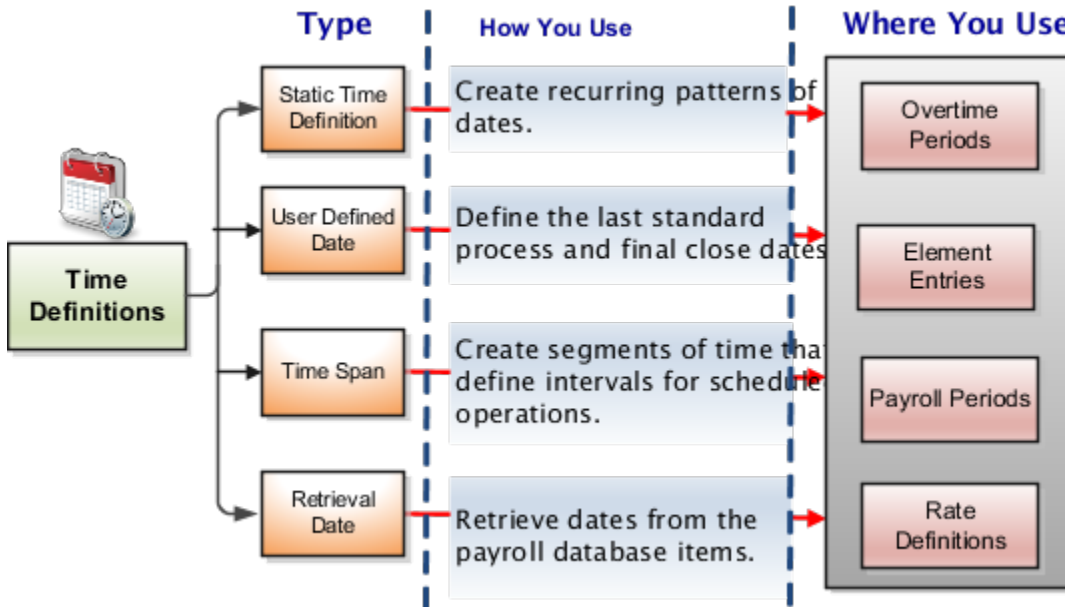 Type
How You Use
Where You Use
Static Time
Definition
Create recurring patterns of
dates.
Overtime
Periods
User Defined
Date
Define the last standard
process and final close dates
Element
Entries
Time
Definitions
Time Span
Create segments of time that
define intervals for schedule
operations.
Payroll Periods
Retrieval
Date
Retrieve dates from the
payroll database items.
Rate
Definitions